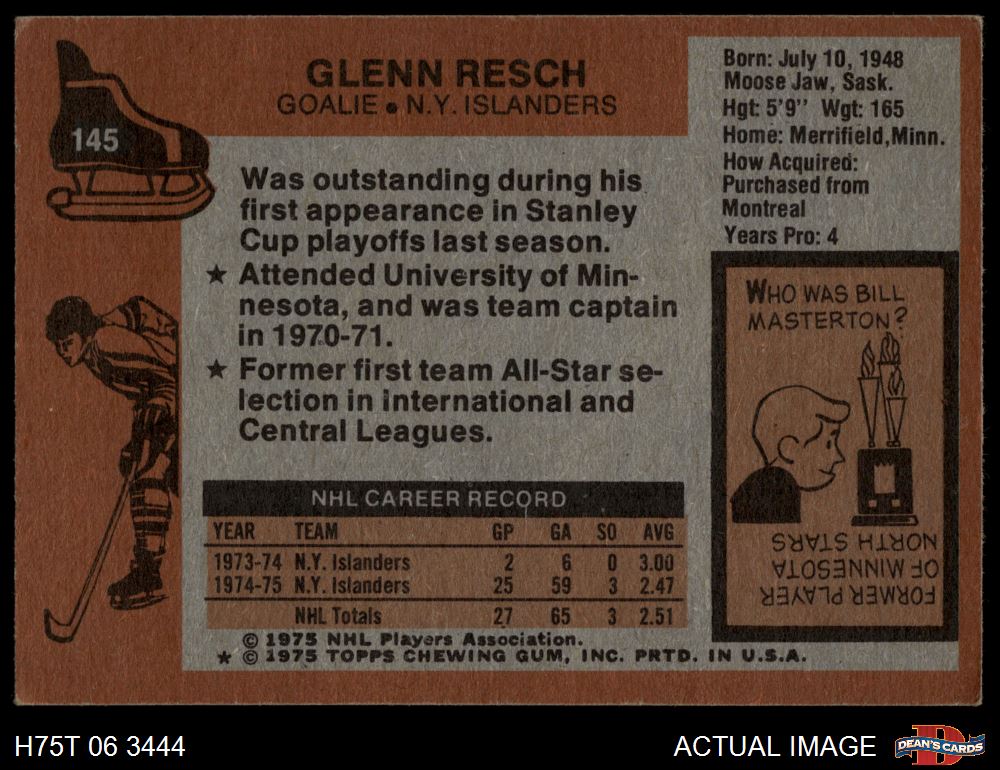 145
GLENN RESCH
GOALIE • N.Y. ISLANDERS
Born: July 10, 1948
Moose Jaw, Sask.
Hgt: 5'9" Wgt: 165
Home: Merrifield, Minn.
How Acquired:
Purchased from
Montreal
Years Pro: 4
Was outstanding during his
first appearance in Stanley
Cup playoffs last season.
★ Attended University of Min-
nesota, and was team captain
in 1970-71.
★ Former first team All-Star se-
lection in International and
Central Leagues.
WHO WAS BILL
MASTERTON?
FORMER PLAYER
OF MINNESOTA
NORTH STARS
NHL CAREER RECORD
YEAR TEAM GP GA SO AVG
1973-74 N.Y. Islanders 2 6 0 3.00
1974-75 N.Y. Islanders 25 59 3 2.47
NHL Totals 27 65 3 2.51
© 1975 NHL Players Association.
★ © 1975 TOPPS CHEWING GUM, INC. PRTD. IN U.S.A.
H75T 06 3444
ACTUAL IMAGE
D
DEAN'S CARDS